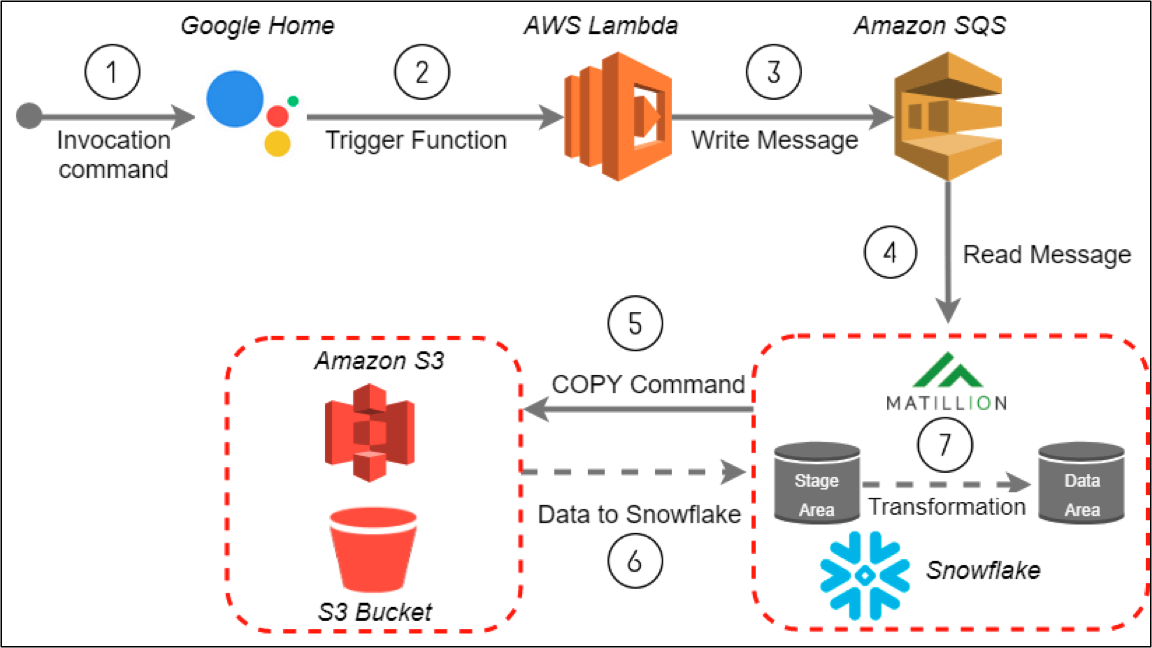 Google Home
AWS Lambda
Amazon SQS
1
2
3
Invocation
command
Trigger Function
Write Message
4
Read Message
5
Amazon S3
COPY Command
MATILLION
7
Stage
Area
Transformation
Data
Area
Data to Snowflake
6
Snowflake
S3 Bucket